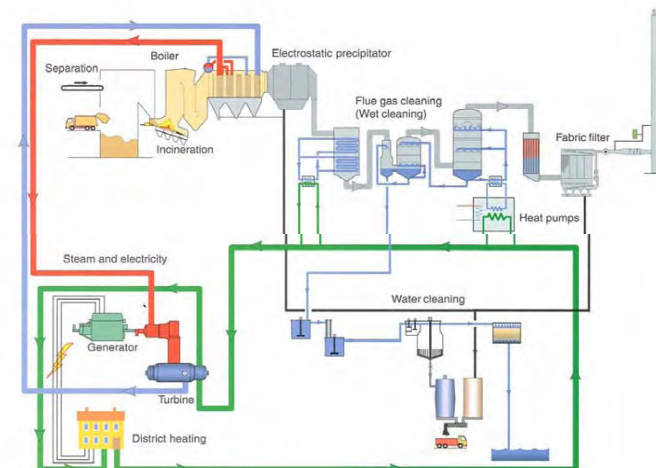 Boiler
Electrostatic precipitator
Separation
Incineration
Flue gas cleaning
(Wet cleaning)
Fabric filter
Heat pumps
Steam and electricity
Water cleaning
Generator
Turbine
District heating